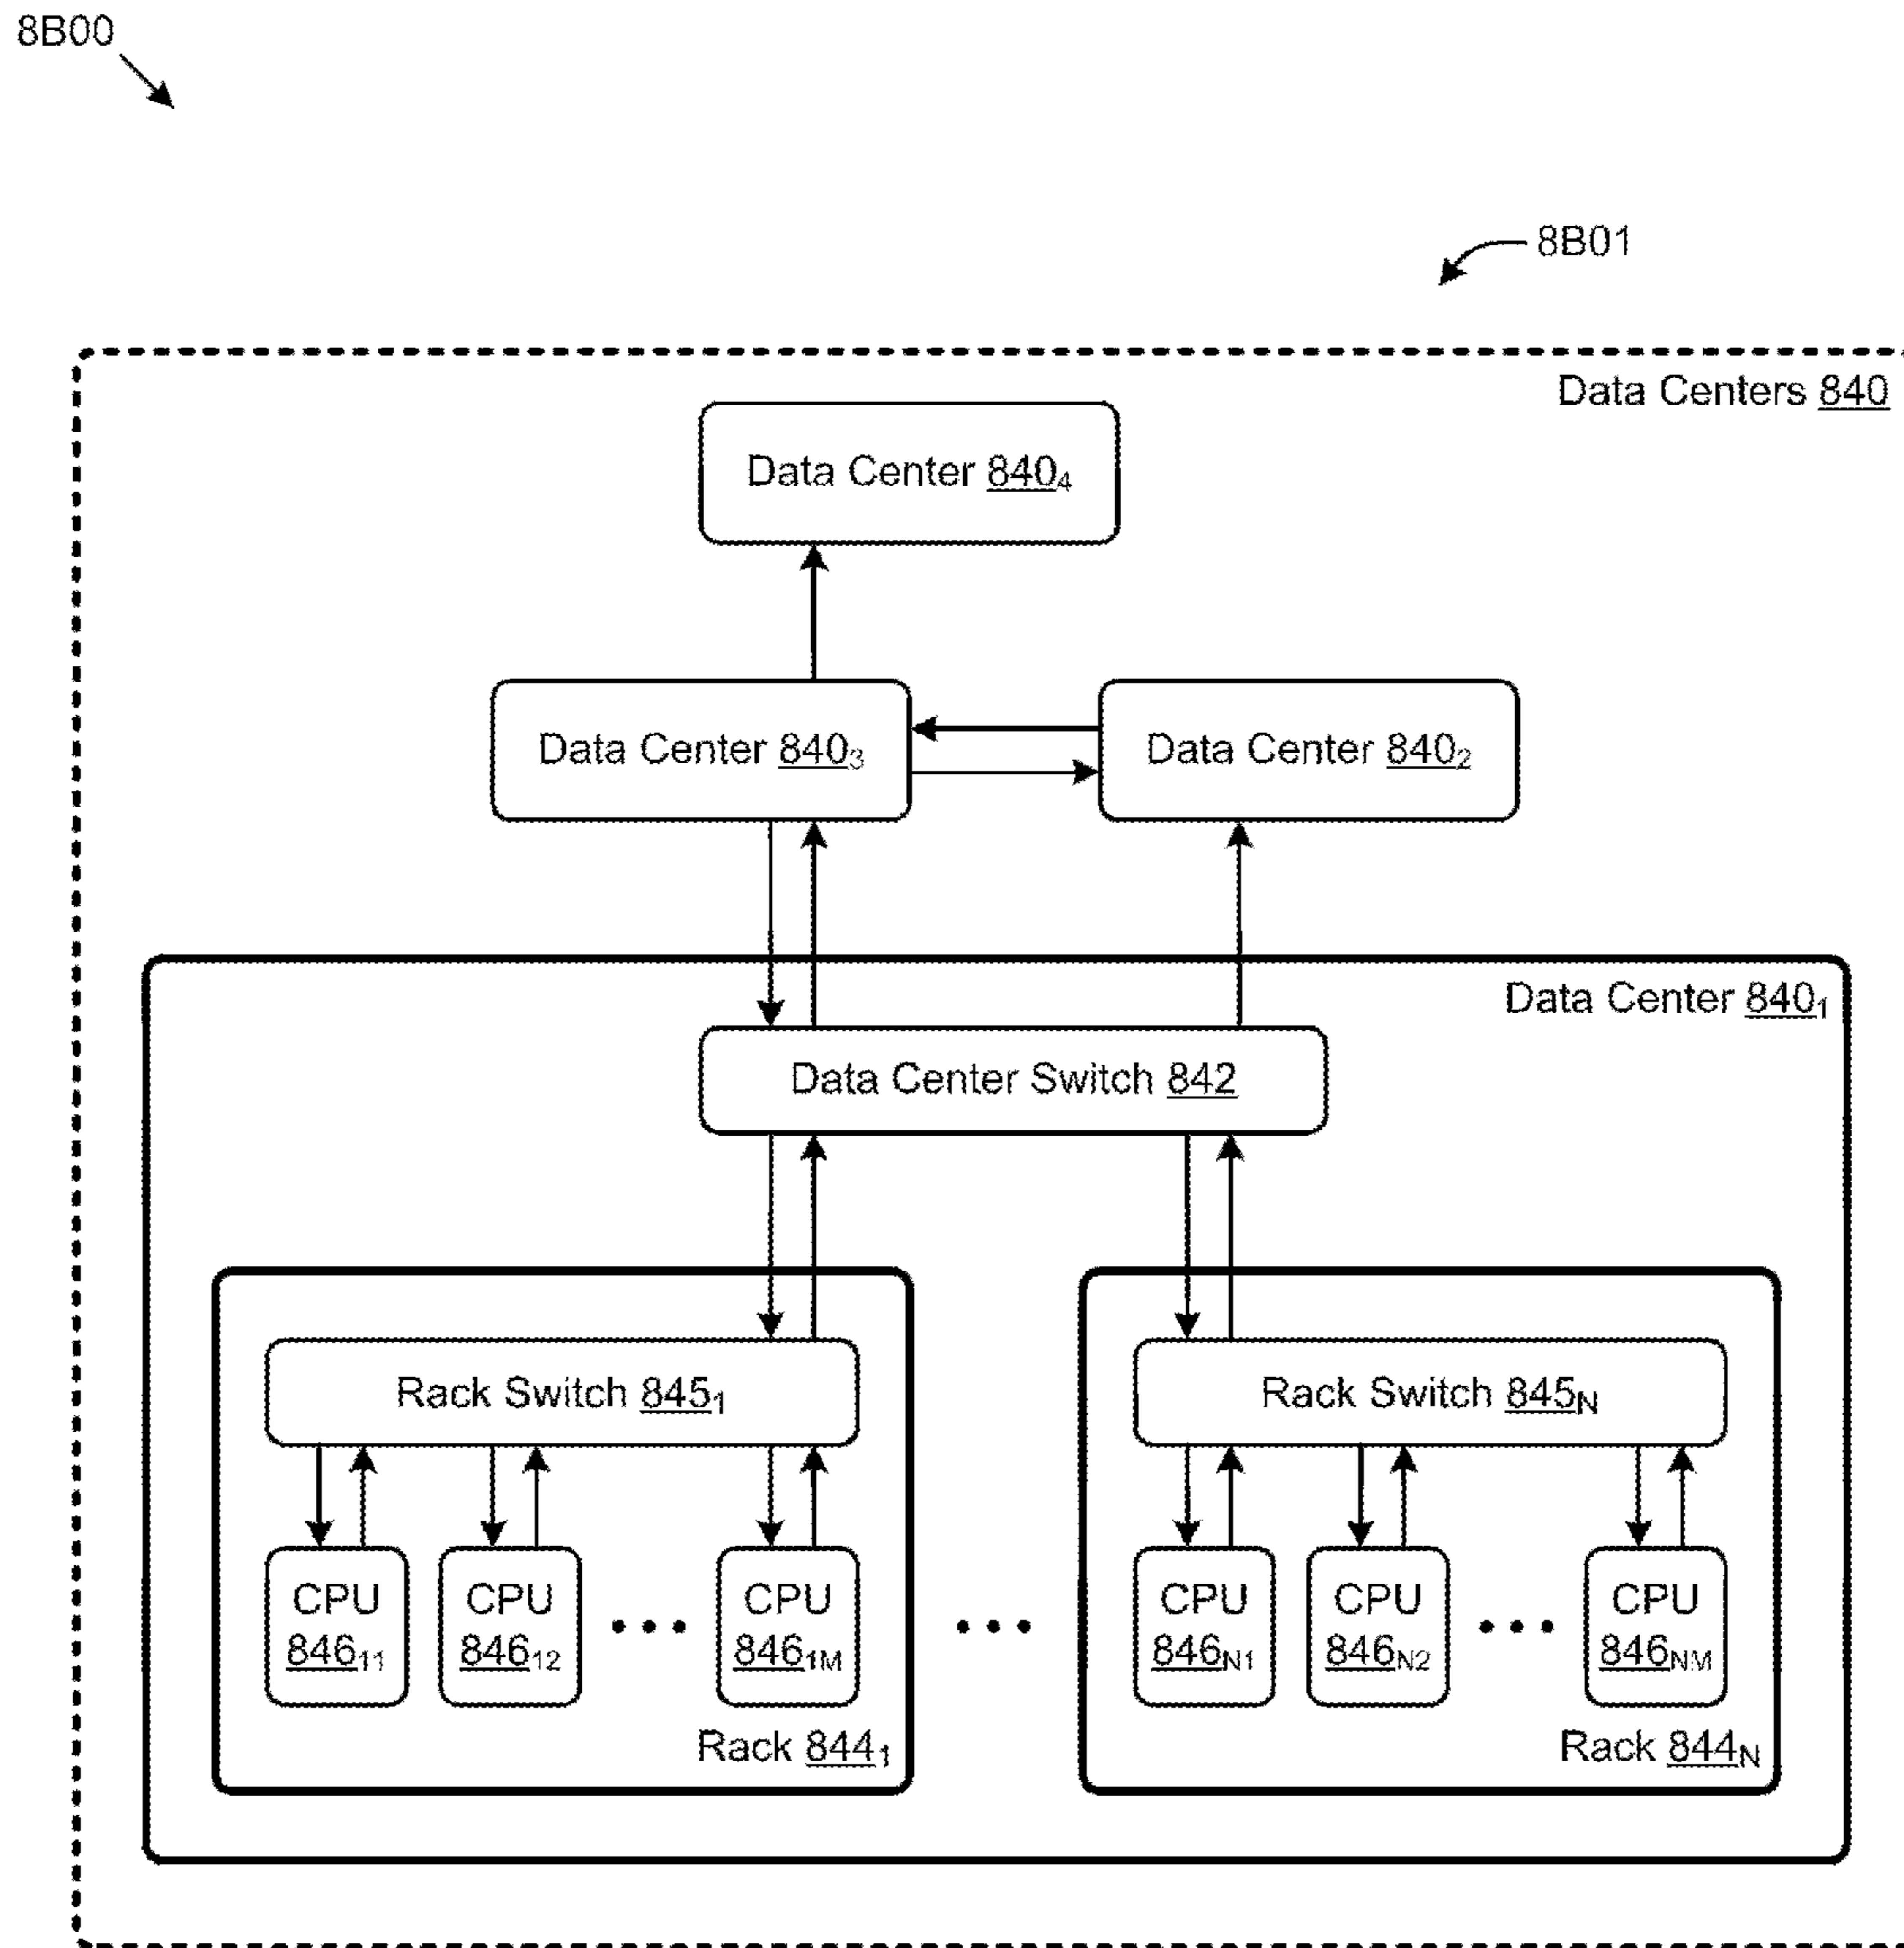 8B00
8B01
Data Centers 840
Data Center 840₄
Data Center 840₃
Data Center 840₂
Data Center 840₁
Data Center Switch 842
Rack Switch 845₁
Rack Switch 845N
CPU
846₁₁
CPU
846₁₂
• • •
CPU
846₁M
• • •
CPU
846N₁
CPU
846N₂
• • •
CPU
846NM
Rack 844₁
Rack 844N